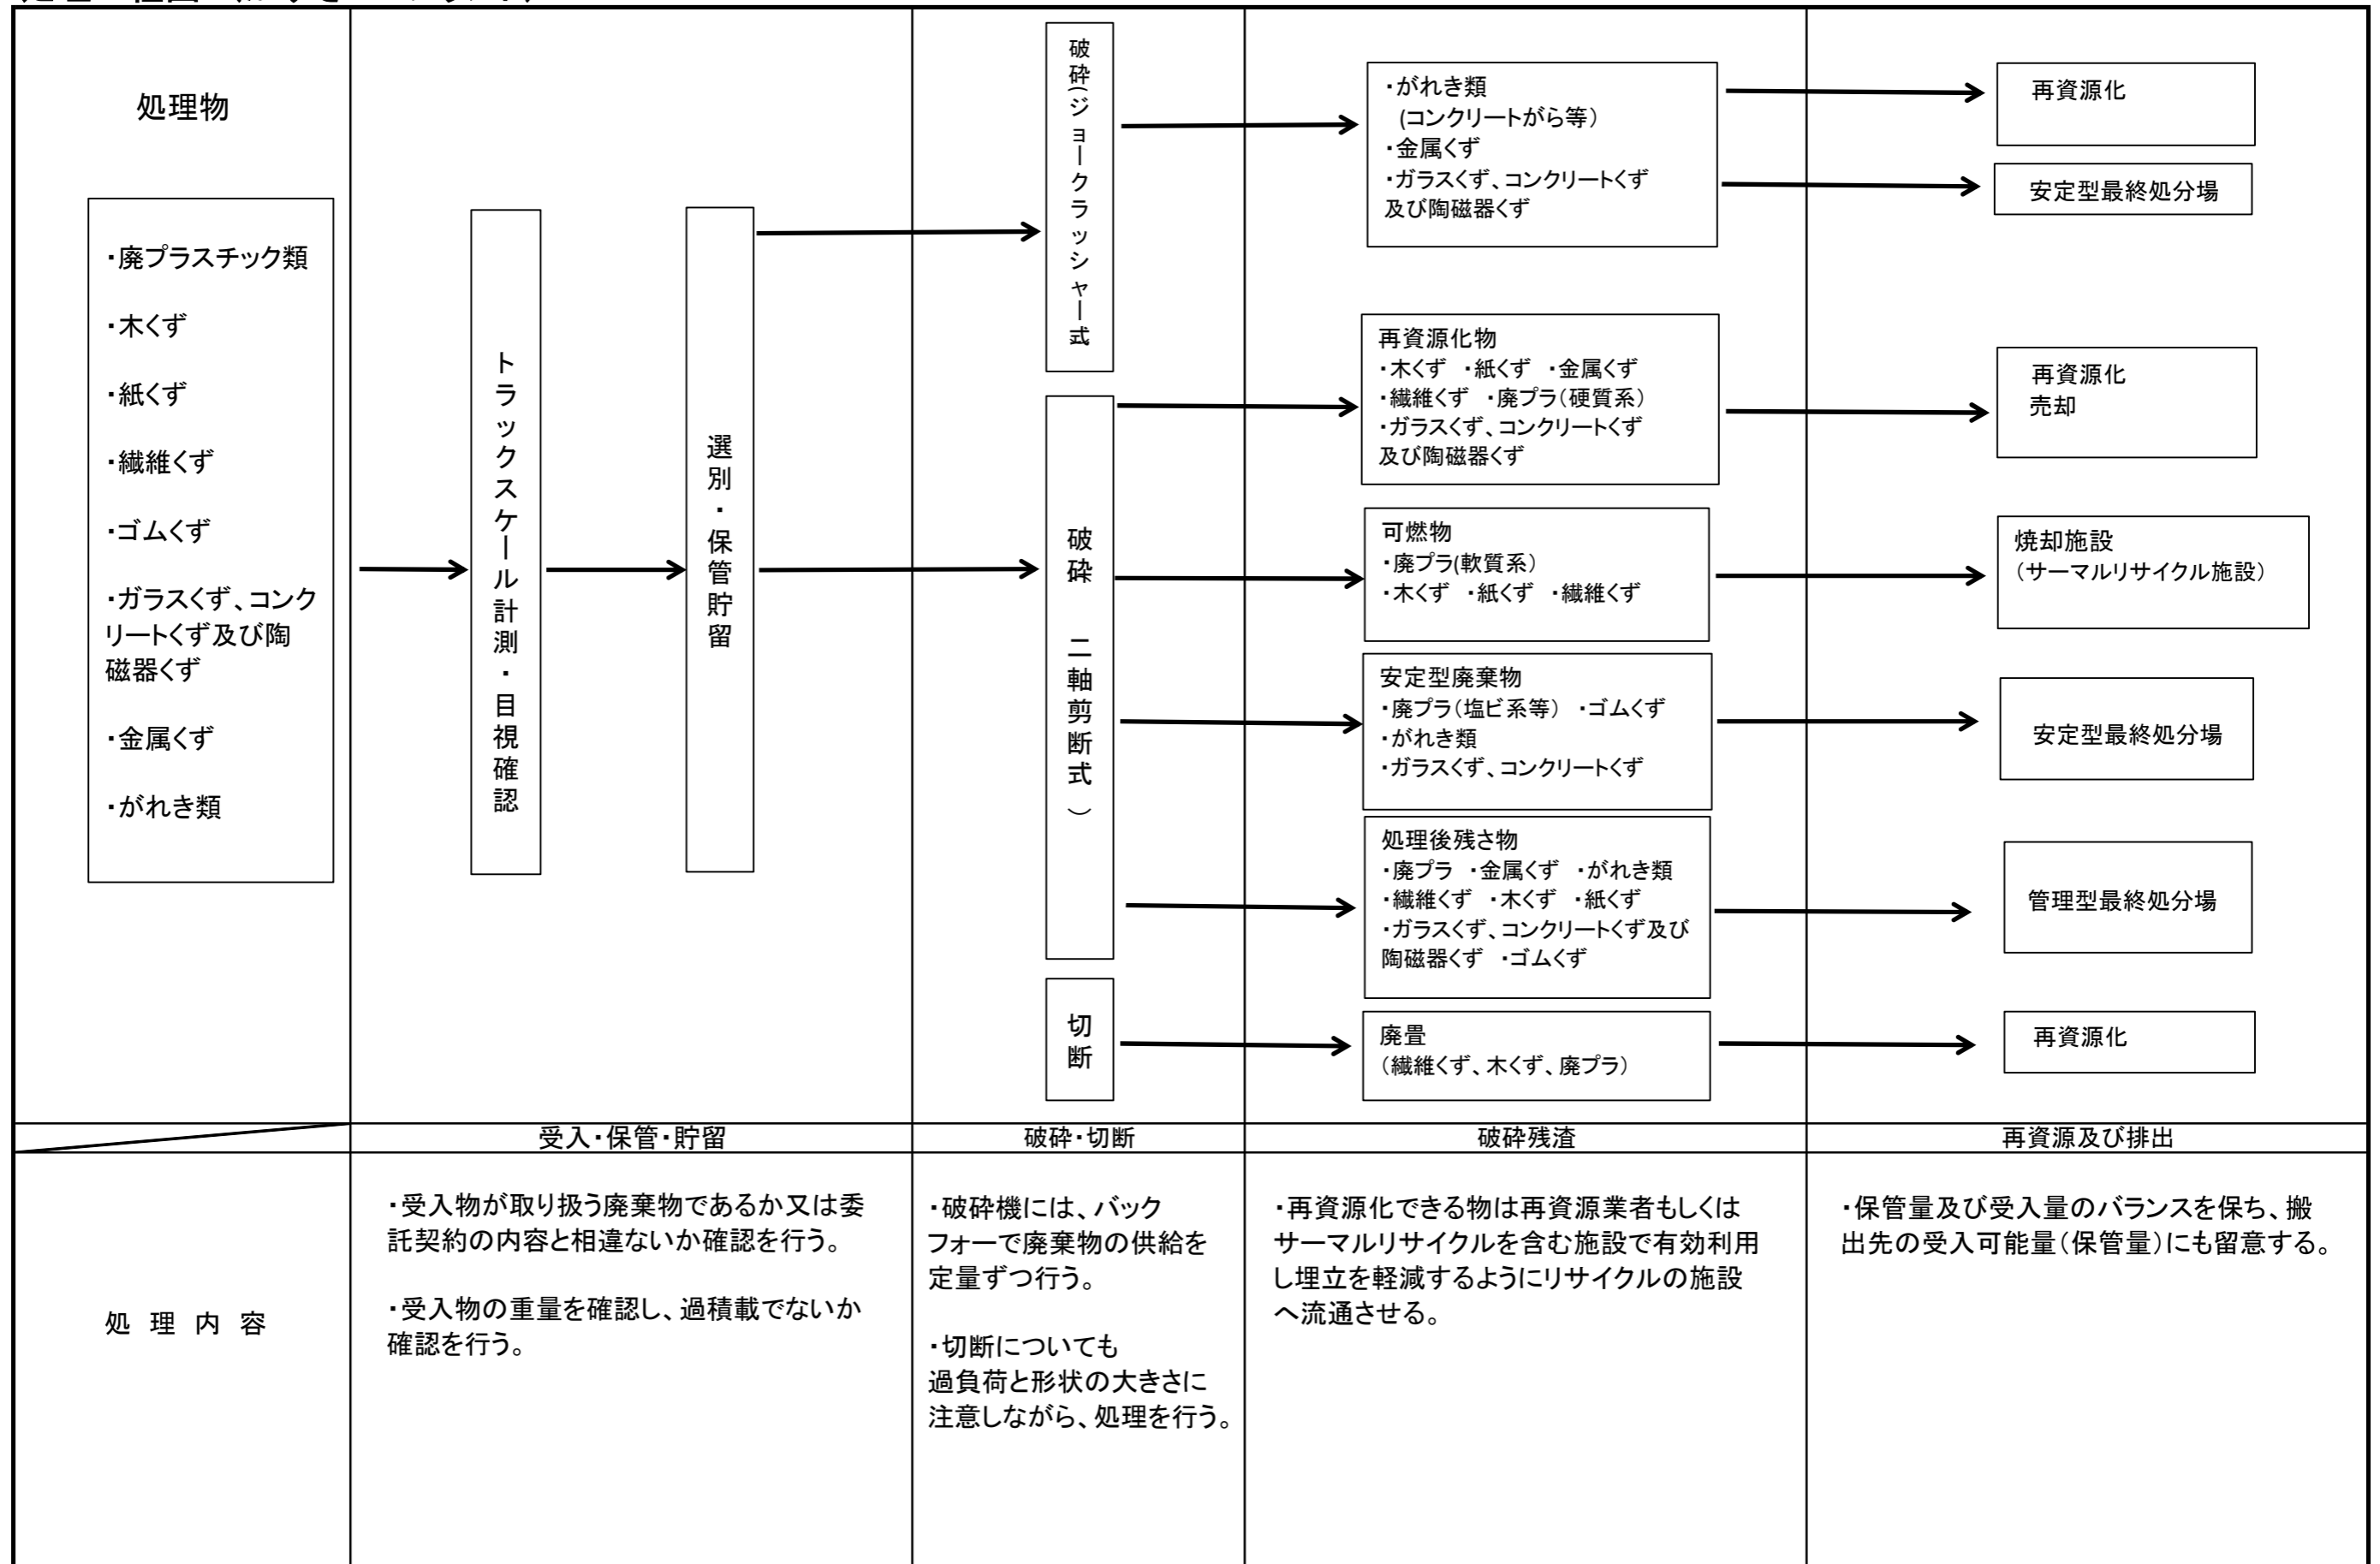 処理物
・廃プラスチック類
・木くず
・紙くず
・繊維くず
・ゴムくず
・ガラスくず、コンク
リートくず及び陶
磁器くず
・金属くず
・がれき類
トラックスケール計測・目視確認
選別・保管貯留
破砕(ジョークラッシャー式
破砕 二軸剪断式)
切断
・がれき類
(コンクリートがら等)
・金属くず
・ガラスくず、コンクリートくず
及び陶磁器くず
再資源化物
・木くず ・紙くず ・金属くず
・繊維くず ・廃プラ(硬質系)
・ガラスくず、コンクリートくず
及び陶磁器くず
可燃物
・廃プラ(軟質系)
・木くず ・紙くず ・繊維くず
安定型廃棄物
・廃プラ(塩ビ系等) ・ゴムくず
・がれき類
・ガラスくず、コンクリートくず
処理後残さ物
・廃プラ ・金属くず ・がれき類
・繊維くず ・木くず ・紙くず
・ガラスくず、コンクリートくず及び
陶磁器くず ・ゴムくず
廃畳
(繊維くず、木くず、廃プラ)
再資源化
安定型最終処分場
再資源化
売却
焼却施設
(サーマルリサイクル施設)
安定型最終処分場
管理型最終処分場
再資源化
受入・保管・貯留
破砕・切断
破砕残渣
再資源及び排出
処 理 内 容
・受入物が取り扱う廃棄物であるか又は委
託契約の内容と相違ないか確認を行う。
・受入物の重量を確認し、過積載でないか
確認を行う。
・破砕機には、バック
フォーで廃棄物の供給を
定量ずつ行う。
・切断についても
過負荷と形状の大きさに
注意しながら、処理を行う。
・再資源化できる物は再資源業者もしくは
サーマルリサイクルを含む施設で有効利用
し埋立を軽減するようにリサイクルの施設
へ流通させる。
・保管量及び受入量のバランスを保ち、搬
出先の受入可能量(保管量)にも留意する。